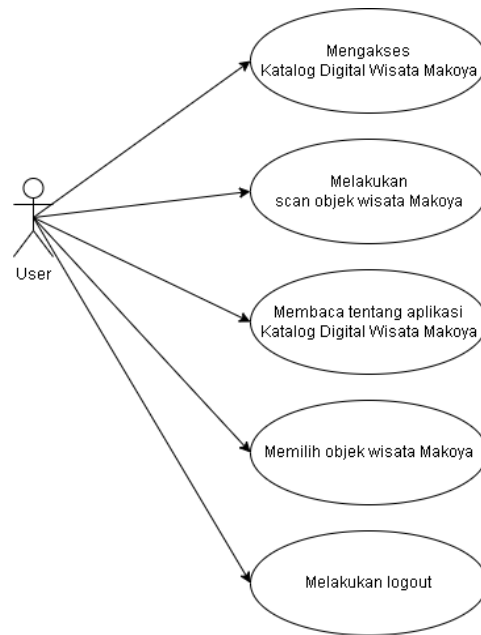 Mengakses
Katalog Digital Wisata Makoya
Melakukan
scan objek wisata Makoya
User
Membaca tentang aplikasi
Katalog Digital Wisata Makoya
Memilih objek wisata Makoya
Melakukan logout